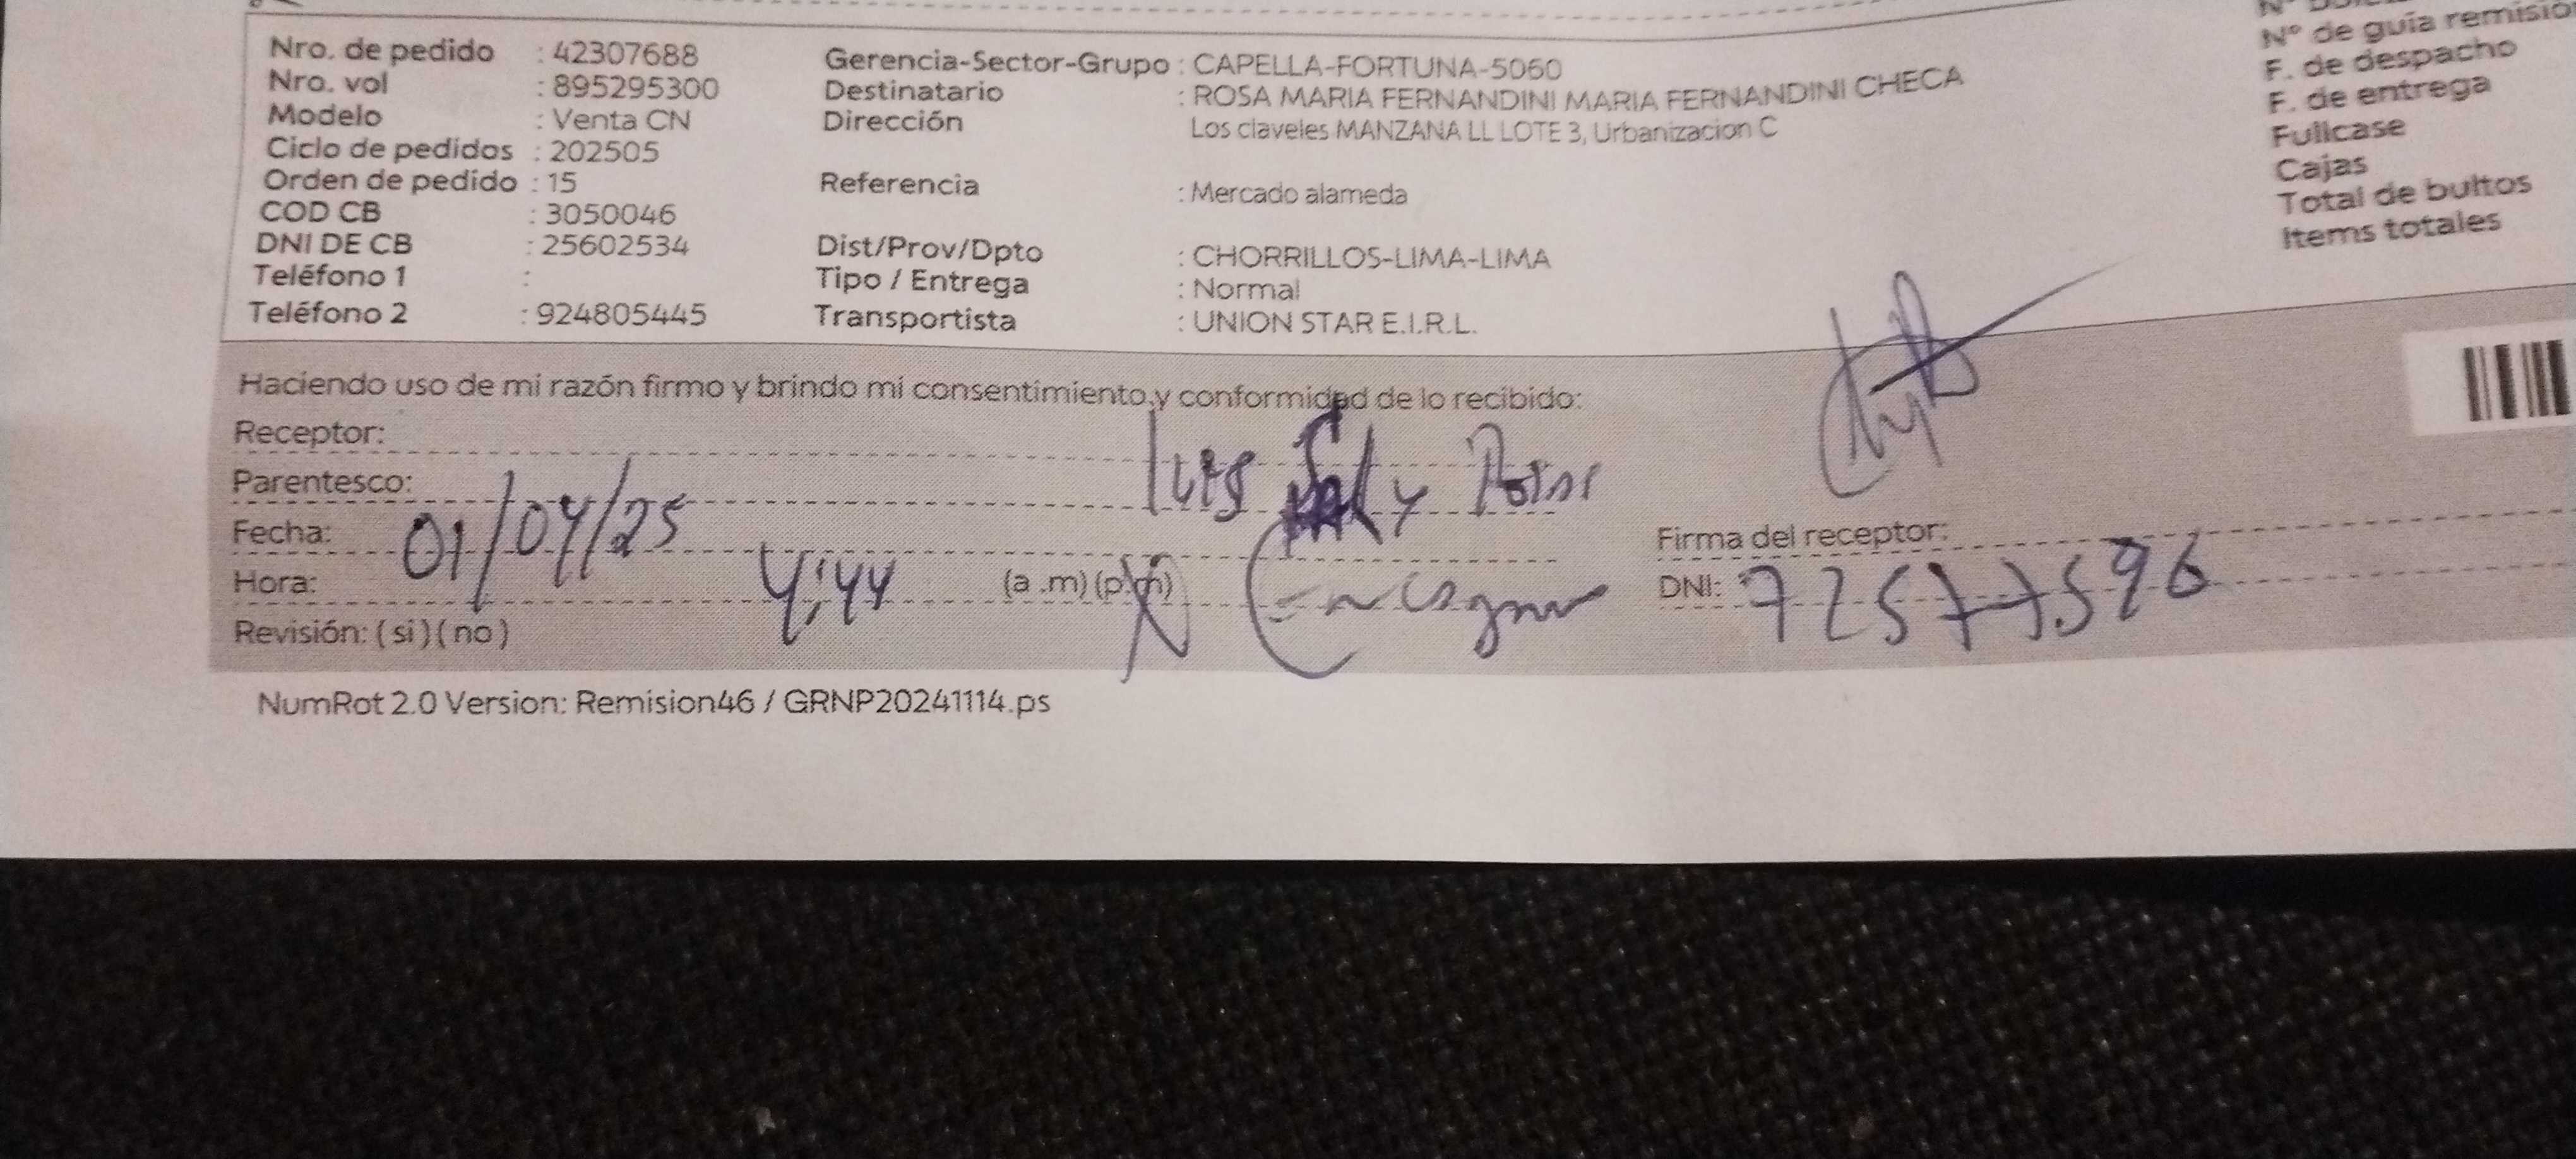 Nro. de pedido : 42307688 Gerencia-Sector-Grupo : CAPELLA-FORTUNA-5060
Nro. vol : 895295300 Destinatario : ROSA MARIA FERNANDINI MARIA FERNANDINI CHECA
Modelo : Venta CN Dirección Los claveles MANZANA LL LOTE 3, Urbanizacion C
Ciclo de pedidos : 202505
Orden de pedido : 15 Referencia : Mercado alameda
COD CB : 3050046
DNI DE CB : 25602534 Dist/Prov/Dpto : CHORRILLOS-LIMA-LIMA
Teléfono 1 : Tipo / Entrega : Normal
Teléfono 2 : 924805445 Transportista : UNION STAR E.I.R.L.
Nº de guía
F. de despacho
F. de entrega
Fullcase
Cajas
Total de bultos
Items totales
Haciendo uso de mi razón firmo y brindo mi consentimiento y conformidad de lo recibido:
Receptor:
Parentesco:
Fecha: 01/04/25
Hora: 4:44 (a .m) (p.m)
Revisión: ( si ) ( no )
Firma del receptor:
DNI: 72577596
NumRot 2.0 Version: Remision46 / GRNP20241114.ps